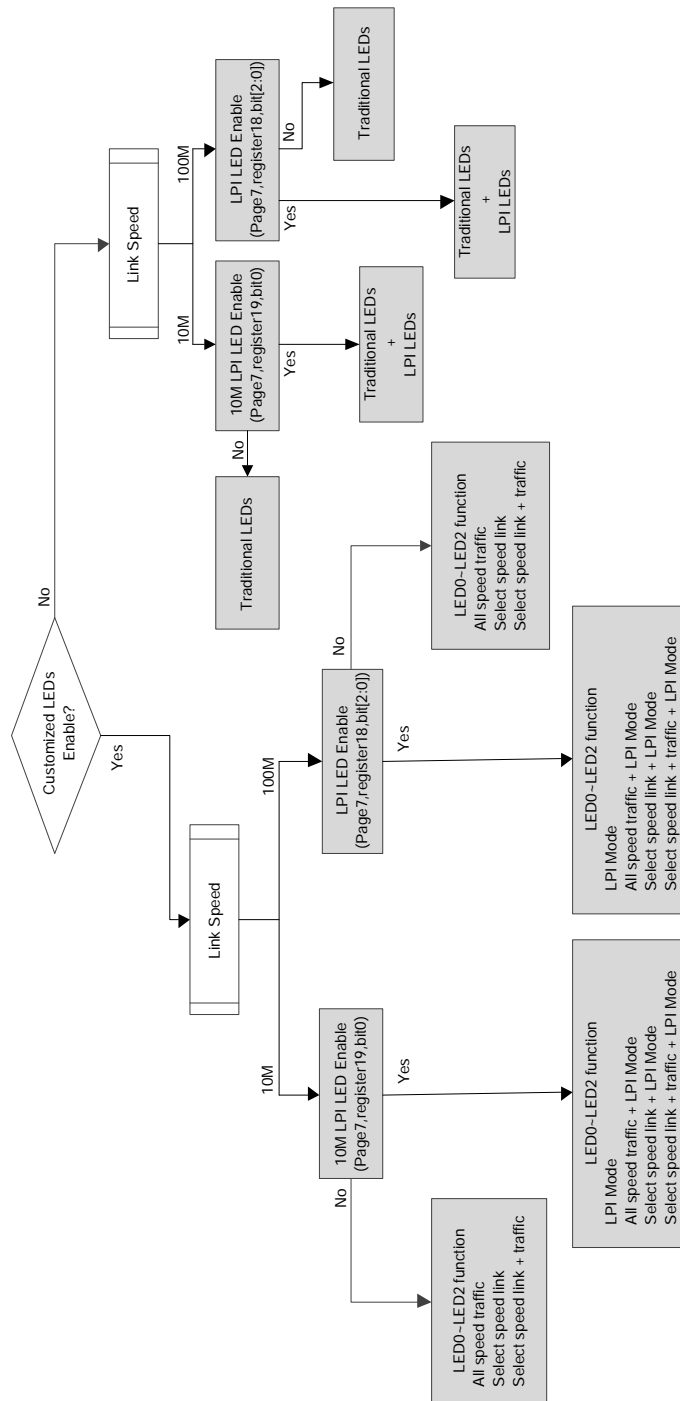 Customized LEDs
Enable?
Yes
No
Link Speed
10M
100M
10M LPI LED Enable
(Page7,register19,bit0)
No
Yes
LED0~LED2 function
All speed traffic
Select speed link
Select speed link + traffic
LED0~LED2 function
LPI Mode
All speed traffic + LPI Mode
Select speed link + LPI Mode
Select speed link + traffic + LPI Mode
LPI LED Enable
(Page7,register18,bit[2:0])
Yes
No
LED0~LED2 function
LPI Mode
All speed traffic + LPI Mode
Select speed link + LPI Mode
Select speed link + traffic + LPI Mode
LED0~LED2 function
All speed traffic
Select speed link
Select speed link + traffic
Link Speed
10M
100M
10M LPI LED Enable
(Page7,register19,bit0)
No
Yes
Traditional LEDs
Traditional LEDs
+
LPI LEDs
LPI LED Enable
(Page7,register18,bit[2:0])
Yes
No
Traditional LEDs
+
LPI LEDs
Traditional LEDs